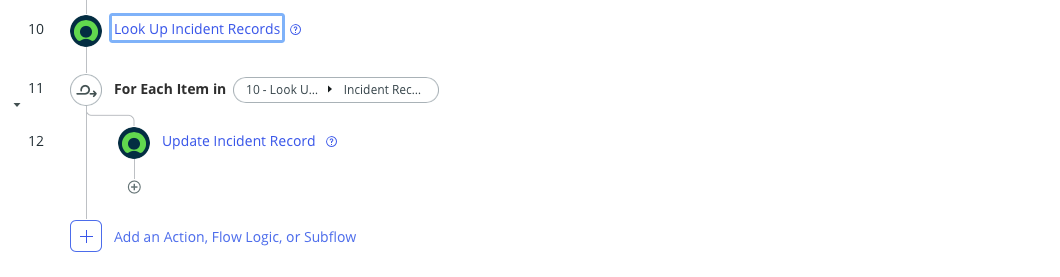 10 Look Up Incident Records
11 For Each Item in 10 - Look U... Incident Rec...
12 Update Incident Record
Add an Action, Flow Logic, or Subflow